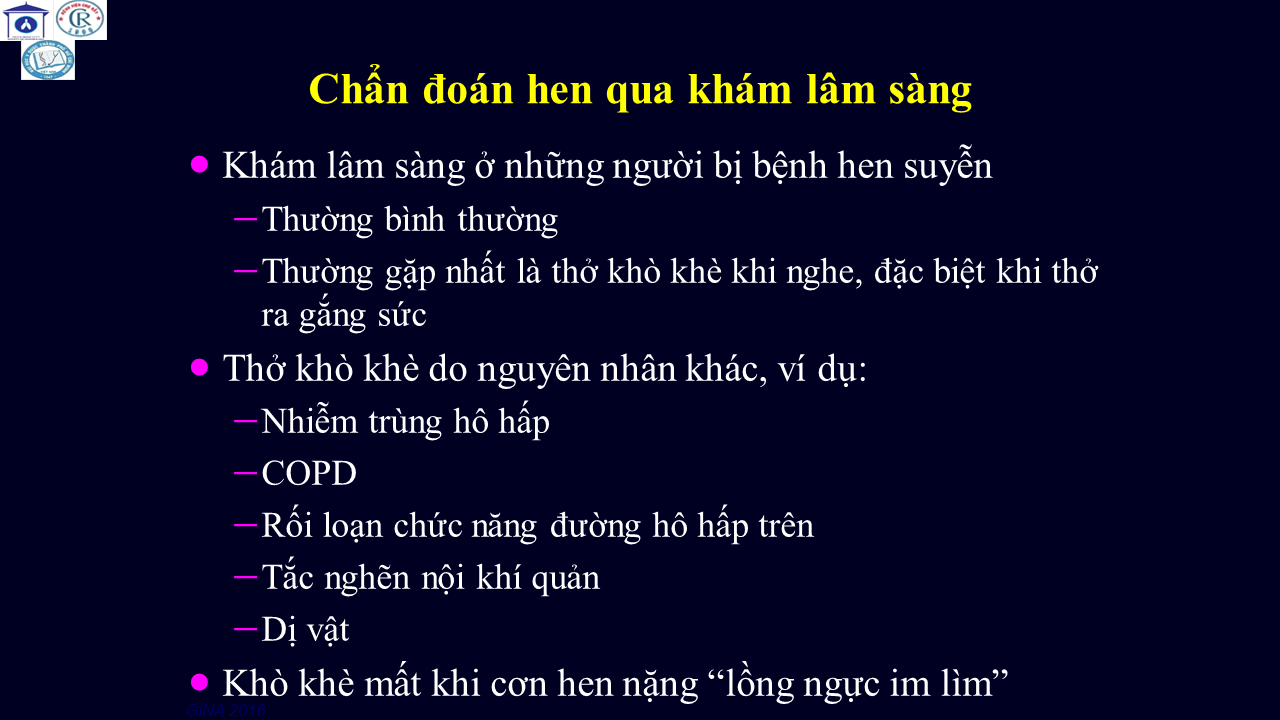 Chẩn đoán hen qua khám lâm sàng
● Khám lâm sàng ở những người bị bệnh hen suyễn
– Thường bình thường
– Thường gặp nhất là thở khò khè khi nghe, đặc biệt khi thở
ra gắng sức
● Thở khò khè do nguyên nhân khác, ví dụ:
– Nhiễm trùng hô hấp
– COPD
– Rối loạn chức năng đường hô hấp trên
– Tắc nghẽn nội khí quản
– Dị vật
● Khò khè mất khi cơn hen nặng “lồng ngực im lìm”
GINA 2016